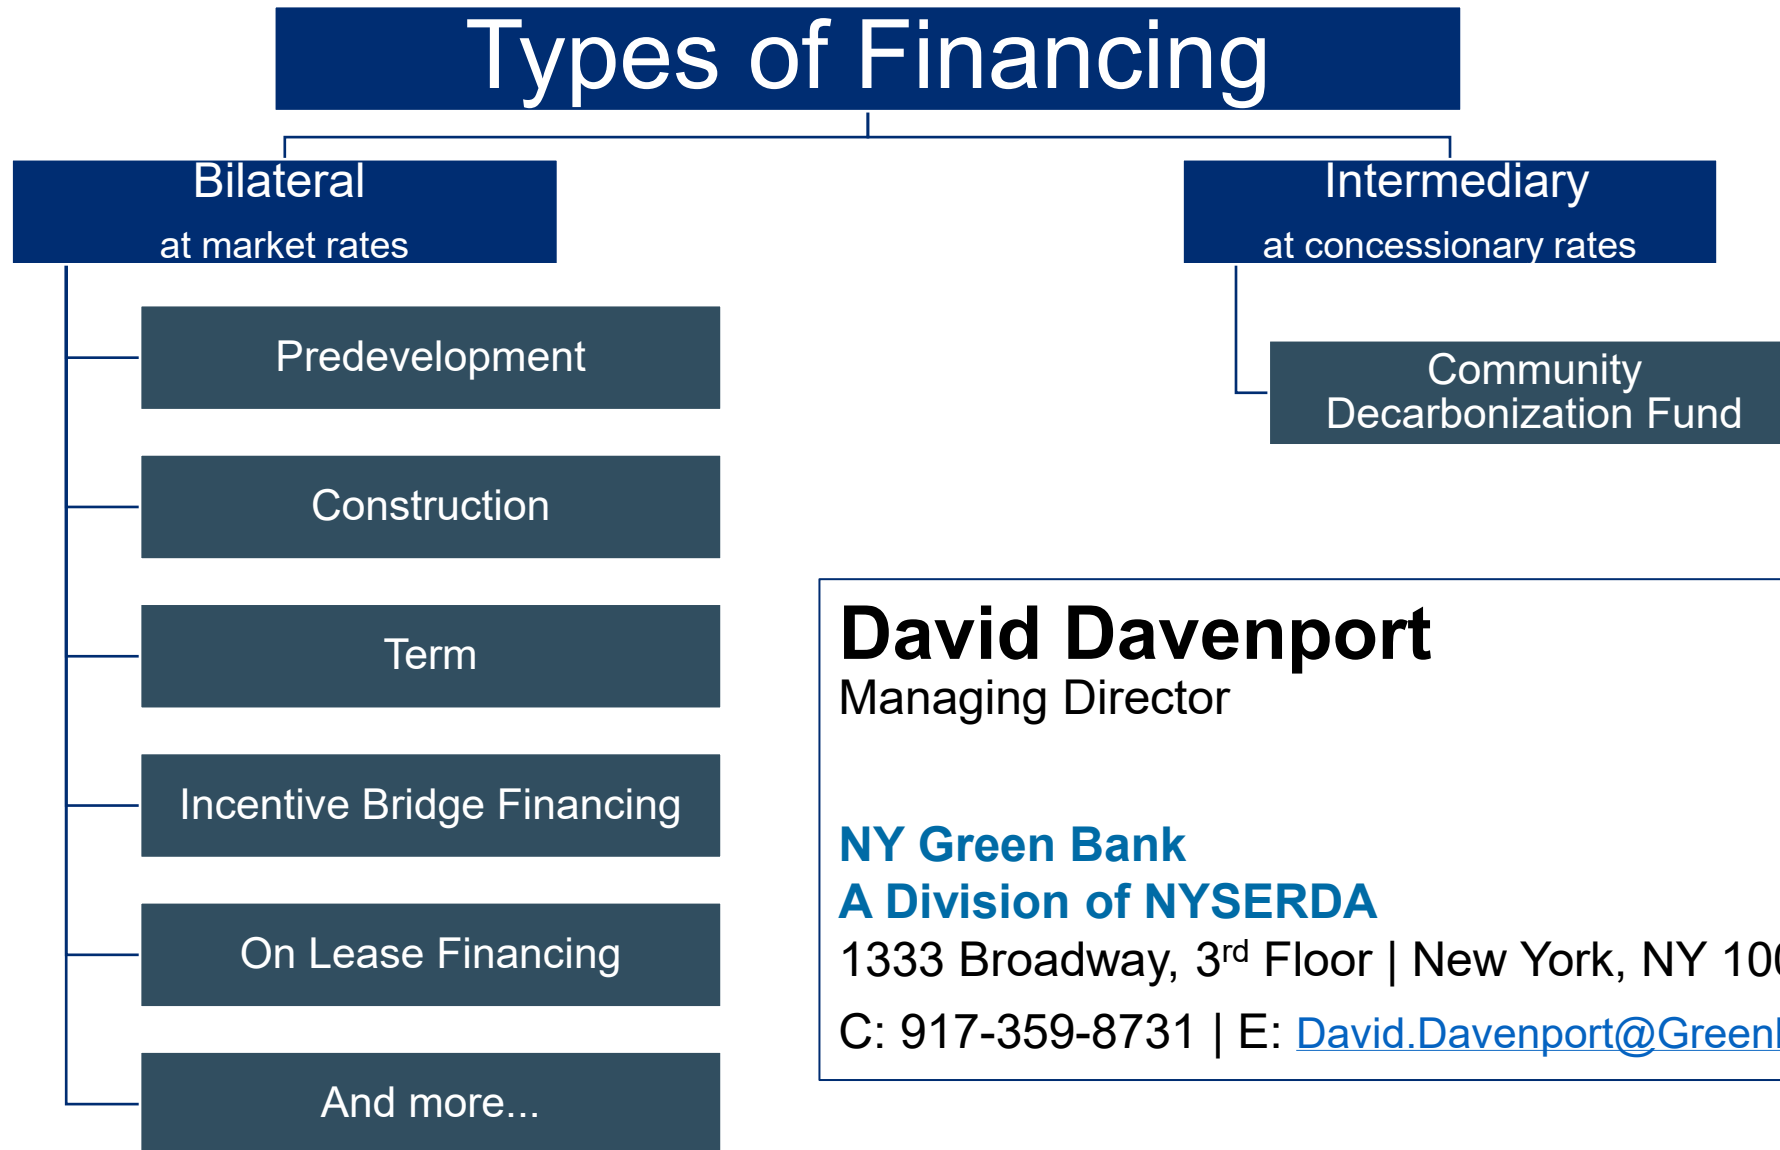 Types of Financing
Bilateral
at market rates
Intermediary
at concessionary rates
Predevelopment
Construction
Term
Incentive Bridge Financing
On Lease Financing
And more...
Community
Decarbonization Fund
David Davenport
Managing Director
NY Green Bank
A Division of NYSERDA
1333 Broadway, 3rd Floor | New York, NY
C: 917-359-8731 | E: